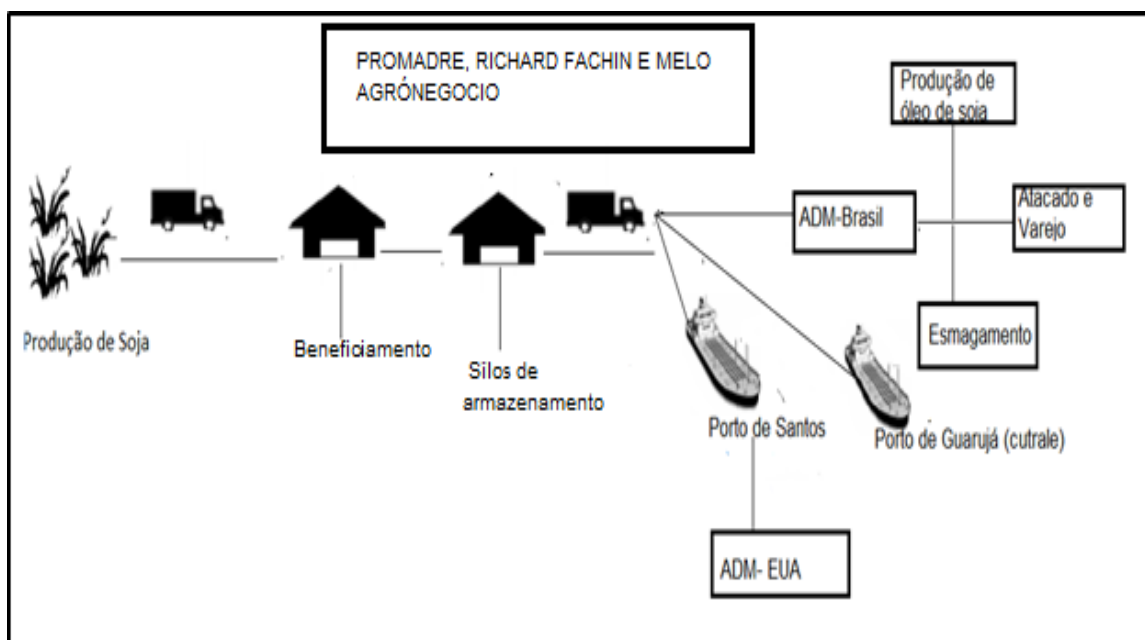 PROMADRE, RICHARD FACHIN E MELO
AGRÓNEGOCIO
Produção de
óleo de soja
ADM-Brasil
Atacado e
Varejo
Esmagamento
Produção de Soja
Beneficiamento
Silos de
armazenamento
Porto de Santos
Porto de Guarujá (cutrale)
ADM- EUA